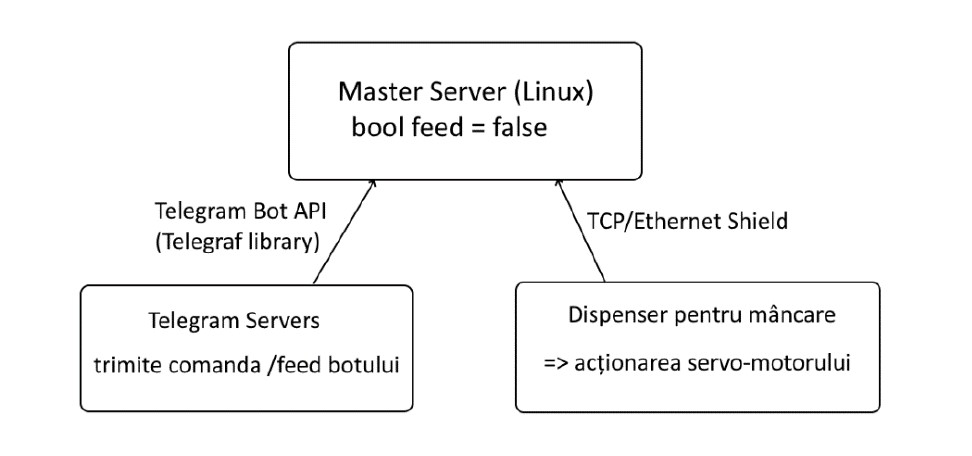 Master Server (Linux)
bool feed = false
Telegram Bot API
(Telegraf library)
TCP/Ethernet Shield
Telegram Servers
trimite comanda /feed botului
Dispenser pentru mâncare
=> acționarea servo-motorului